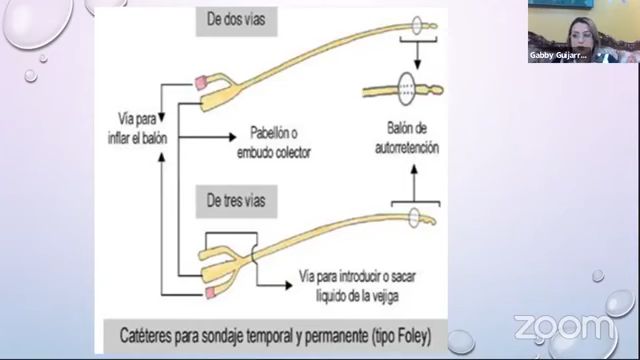 De dos vías
Gabby Guijarr...
Vía para
inflar el balón
Pabellón o
embudo colector
Balón de
autorretención
De tres vías
Vía para introducir o sacar
líquido de la vejiga
Catéteres para sondaje temporal y permanente (tipo Foley)
zoom